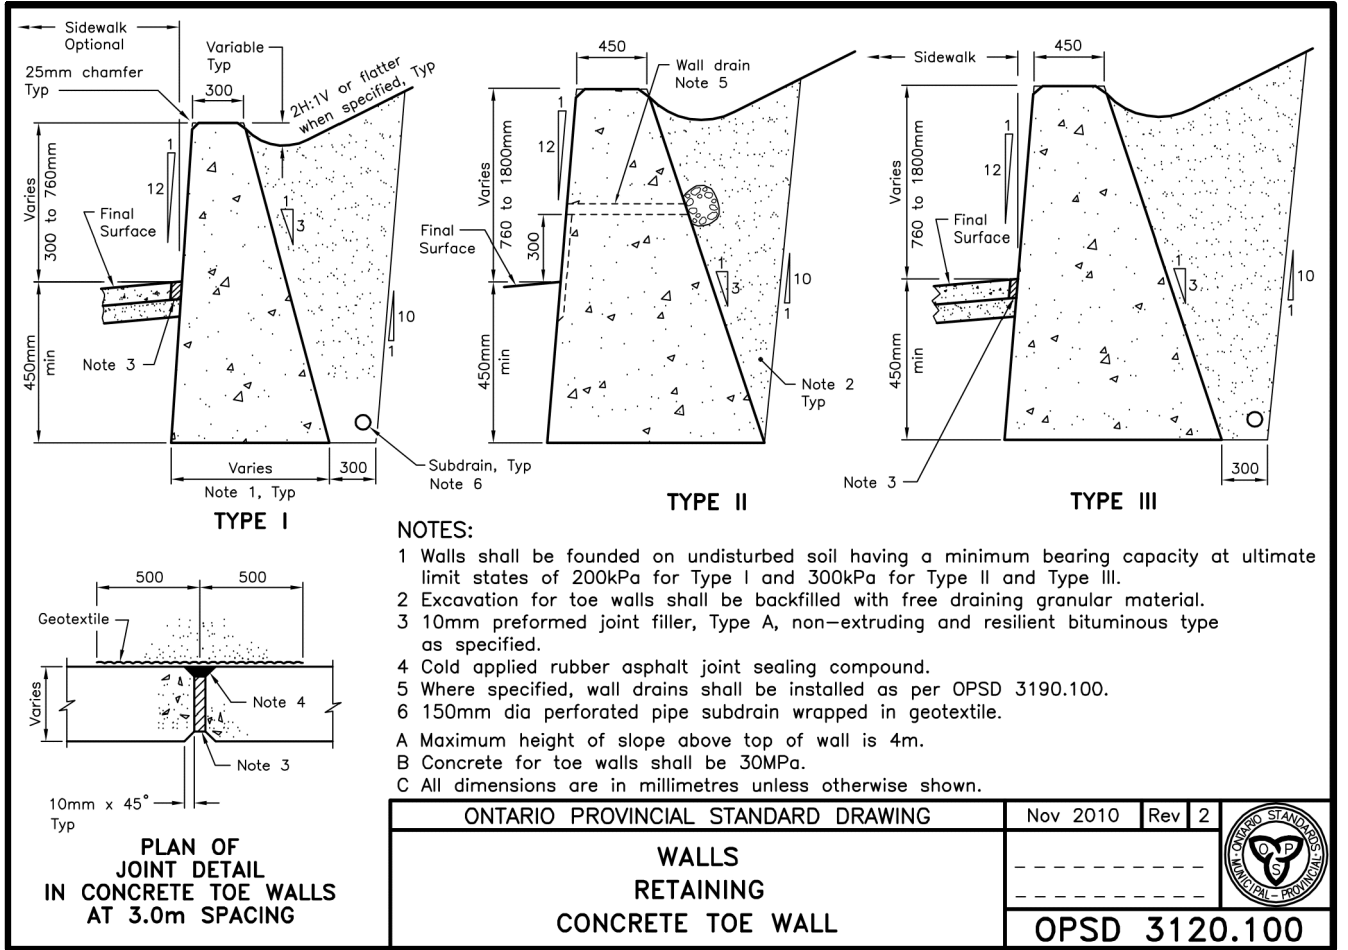 Sidewalk
Optional
25mm chamfer
Typ
Variable
Typ
300
2H:1V or flatter
when specified, Typ
Varies
300 to 760mm
1
12
1
3
Final
Surface
450mm
min
Note 3
10
1
Varies
Note 1, Typ
300
Subdrain, Typ
Note 6
TYPE I
450
Wall drain
Note 5
Varies
760 to 1800mm
1
12
Final
Surface
300
1
3
10
1
450mm
min
Note 2
Typ
TYPE II
Sidewalk
450
Varies
760 to 1800mm
1
12
Final
Surface
1
3
10
1
450mm
min
Note 3
300
TYPE III
500
500
Geotextile
Varies
Note 4
Note 3
10mm x 45°
Typ
PLAN OF
JOINT DETAIL
IN CONCRETE TOE WALLS
AT 3.0m SPACING
NOTES:
1 Walls shall be founded on undisturbed soil having a minimum bearing capacity at ultimate
limit states of 200kPa for Type I and 300kPa for Type II and Type III.
2 Excavation for toe walls shall be backfilled with free draining granular material.
3 10mm preformed joint filler, Type A, non-extruding and resilient bituminous type
as specified.
4 Cold applied rubber asphalt joint sealing compound.
5 Where specified, wall drains shall be installed as per OPSD 3190.100.
6 150mm dia perforated pipe subdrain wrapped in geotextile.
A Maximum height of slope above top of wall is 4m.
B Concrete for toe walls shall be 30MPa.
C All dimensions are in millimetres unless otherwise shown.
ONTARIO PROVINCIAL STANDARD DRAWING
Nov 2010
Rev
2
WALLS
RETAINING
CONCRETE TOE WALL
ONTARIO STANDARDS
MUNICIPAL - PROVINCIAL
O P
S
OPSD 3120.100